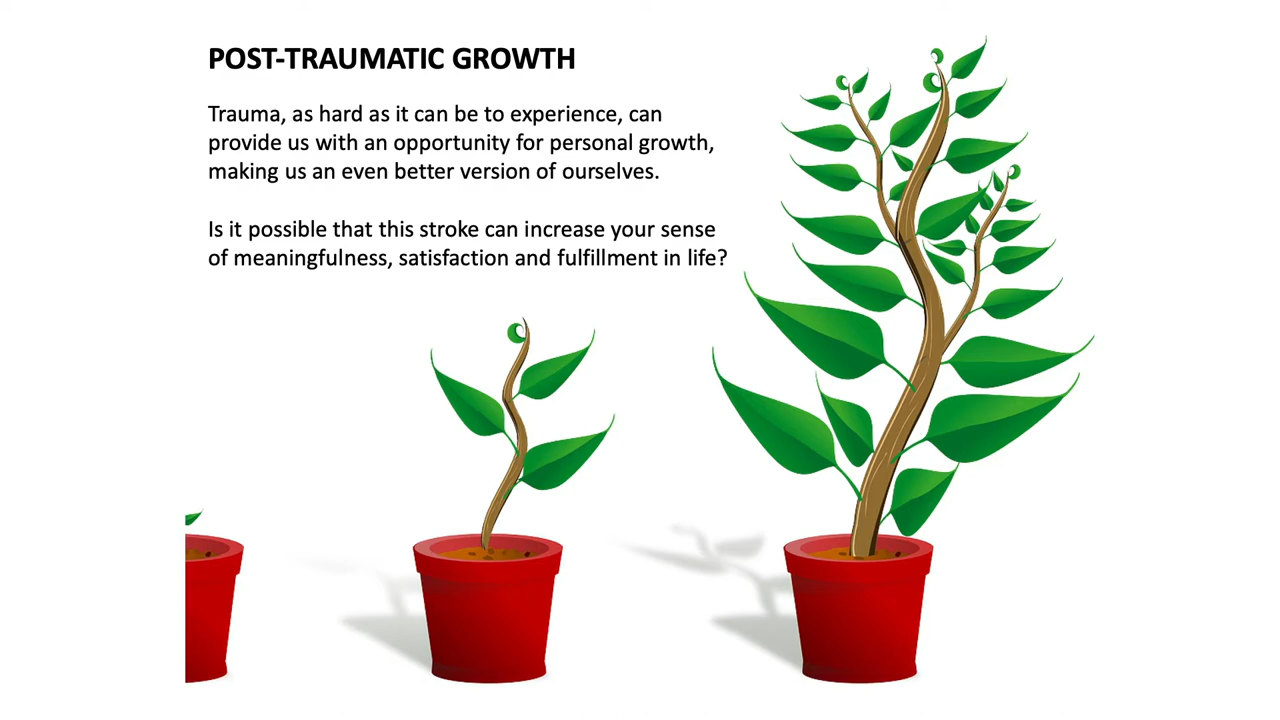 POST-TRAUMATIC GROWTH
Trauma, as hard as it can be to experience, can
provide us with an opportunity for personal growth,
making us an even better version of ourselves.
Is it possible that this stroke can increase your sense
of meaningfulness, satisfaction and fulfillment in life?